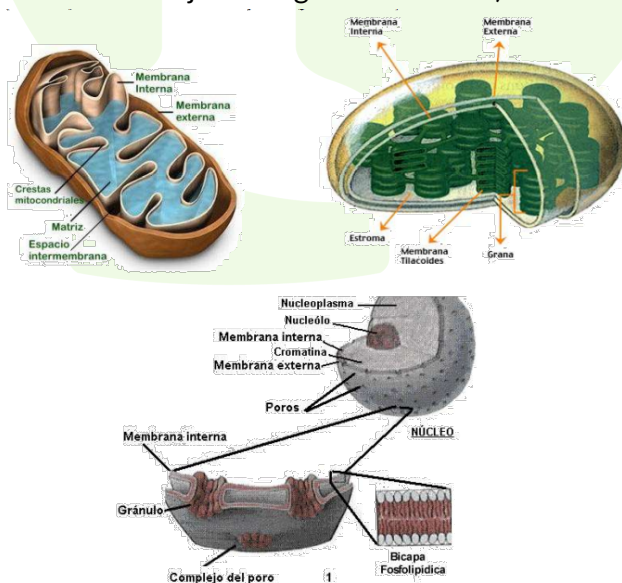 Membrana
Interna
Membrana
externa
Crestas
mitocondriales
Matriz
Espacio
intermembrana
Membrana
Interna
Membrana
Externa
Estroma
Membrana
Tilacoides
Grana
Nucleoplasma
Nucleólo
Membrana interna
Cromatina
Membrana externa
Poros
NÚCLEO
Membrana interna
Gránulo
Complejo del poro
1
Bicapa
Fosfolipidica